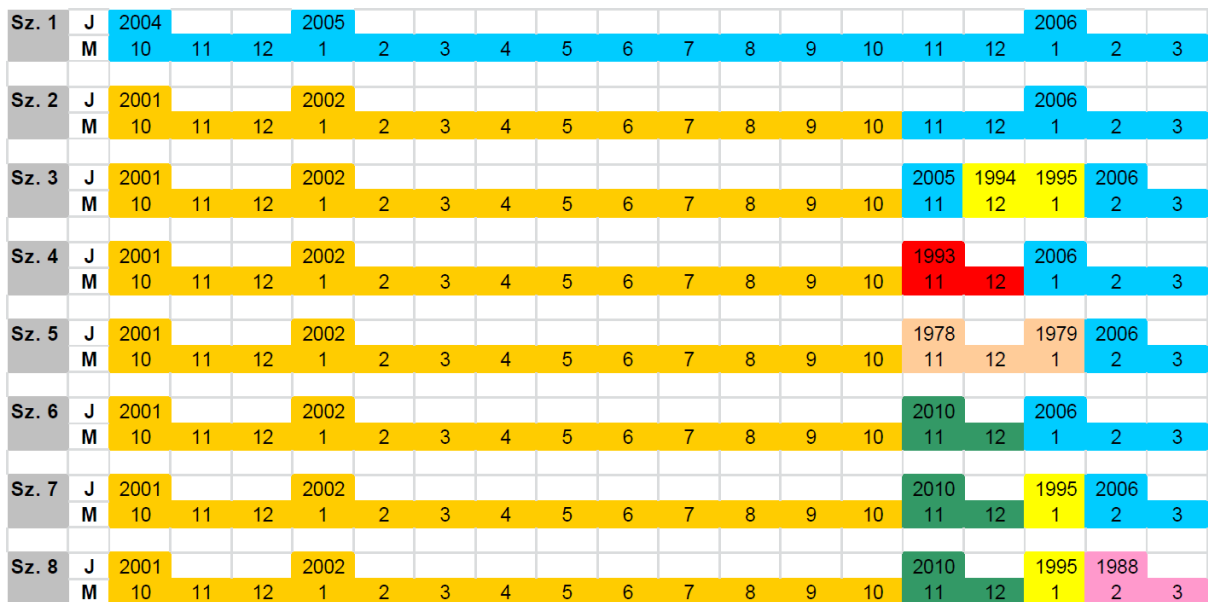 Sz. 1 J 2004 2005 2006
M 10 11 12 1 2 3 4 5 6 7 8 9 10 11 12 1 2 3
Sz. 2 J 2001 2002 2006
M 10 11 12 1 2 3 4 5 6 7 8 9 10 11 12 1 2 3
Sz. 3 J 2001 2002 2005 1994 1995 2006
M 10 11 12 1 2 3 4 5 6 7 8 9 10 11 12 1 2 3
Sz. 4 J 2001 2002 1993 2006
M 10 11 12 1 2 3 4 5 6 7 8 9 10 11 12 1 2 3
Sz. 5 J 2001 2002 1978 1979 2006
M 10 11 12 1 2 3 4 5 6 7 8 9 10 11 12 1 2 3
Sz. 6 J 2001 2002 2010 2006
M 10 11 12 1 2 3 4 5 6 7 8 9 10 11 12 1 2 3
Sz. 7 J 2001 2002 2010 1995 2006
M 10 11 12 1 2 3 4 5 6 7 8 9 10 11 12 1 2 3
Sz. 8 J 2001 2002 2010 1995 1988
M 10 11 12 1 2 3 4 5 6 7 8 9 10 11 12 1 2 3